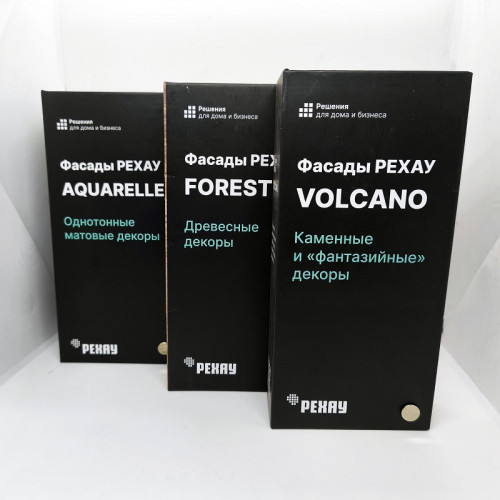 Решения
для дома и бизнеса
Фасады РЕХАУ
AQUARELLE
Однотонные
матовые декоры
РЕХАУ
Решения
для дома и бизнеса
Фасады РЕХ
FOREST
Древесные
декоры
РЕХАУ
Решения
для дома и бизнеса
Фасады РЕХАУ
VOLCANO
Каменные
и «фантазийные»
декоры
РЕХАУ